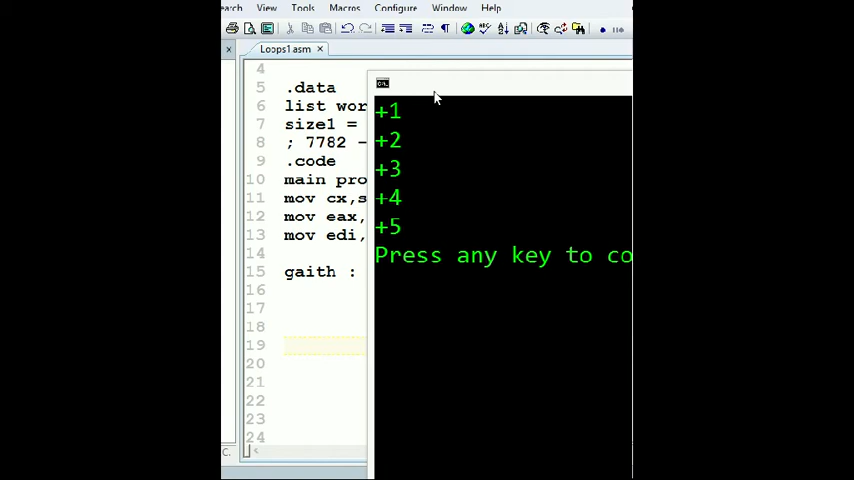 earch View Tools Macros Configure Window Help
Loops1.asm
4
5 .data
6 list wor
7 size1 =
8 ; 7782 -
9 .code
10 main pro
11 mov cx,s
12 mov eax,
13 mov edi,
14
15 gaith :
16
17
18
19
20
21
22
23
24
+1
+2
+3
+4
+5
Press any key to co
C.